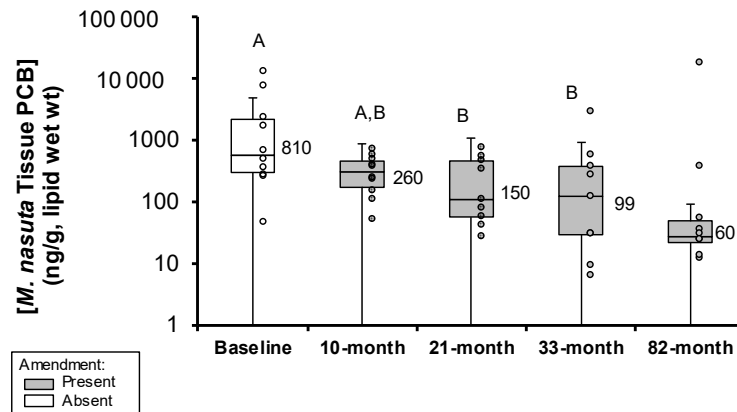 [M. nasuta Tissue PCB]
(ng/g, lipid wet wt)
100 000
10 000
1000
100
10
1
A
A,B
B
B
810
260
150
99
60
Baseline 10-month 21-month 33-month 82-month
Amendment:
Present
Absent